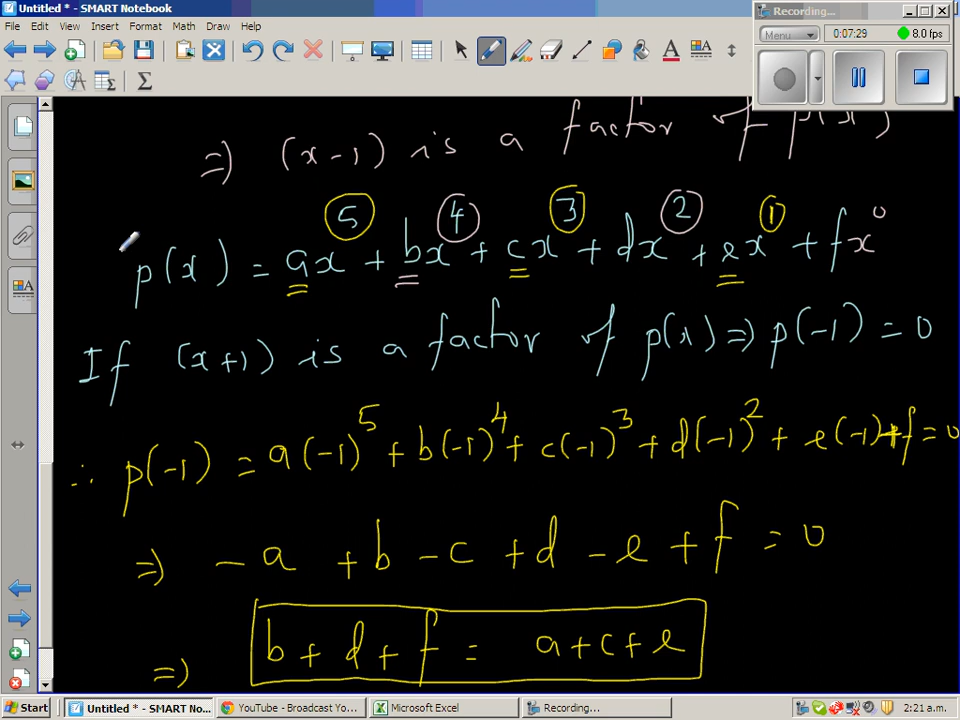 Untitled * - SMART Notebook
File Edit View Insert Format Math Draw Help
Recording...
Menu 0:07:29 8.0 fps
⇒) (x-1) is a factor of p(x)
5 4 3 2 1 0
p(x) = ax + bx + cx + dx + ex + fx
If (x+1) is a factor of p(x) ⇒ p(-1) = 0
∴ p(-1) = a(-1)⁵ + b(-1)⁴ + c(-1)³ + d(-1)² + e(-1) + f = 0
⇒) -a + b - c + d - e + f = 0
⇒) b + d + f = a + c + e
Start Untitled * - SMART No... YouTube - Broadcast Yo... Microsoft Excel Recording... 2:21 a.m.